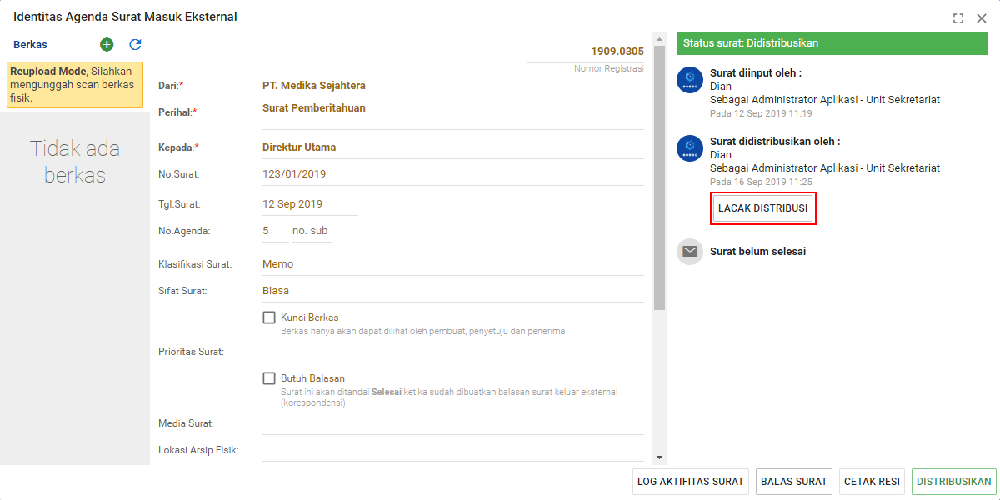 Identitas Agenda Surat Masuk Eksternal
Berkas
Reupload Mode, Silahkan
mengunggah scan berkas
fisik.
Tidak ada
berkas
1909.0305
Nomor Registrasi
Dari:* PT. Medika Sejahtera
Perihal:* Surat Pemberitahuan
Kepada:* Direktur Utama
No.Surat: 123/01/2019
Tgl.Surat: 12 Sep 2019
No.Agenda: 5 no. sub
Klasifikasi Surat: Memo
Sifat Surat: Biasa
Kunci Berkas
Berkas hanya akan dapat dilihat oleh pembuat, penyetuju dan penerima
Prioritas Surat:
Butuh Balasan
Surat ini akan ditandai Selesai ketika sudah dibuatkan balasan surat keluar eksternal
(korespondensi)
Media Surat:
Lokasi Arsip Fisik:
Status surat: Didistribusikan
Surat diinput oleh :
Dian
Sebagai Administrator Aplikasi - Unit Sekretariat
Pada 12 Sep 2019 11:19
Surat didistribusikan oleh :
Dian
Sebagai Administrator Aplikasi - Unit Sekretariat
Pada 16 Sep 2019 11:25
LACAK DISTRIBUSI
Surat belum selesai
LOG AKTIFITAS SURAT BALAS SURAT CETAK RESI DISTRIBUSIKAN